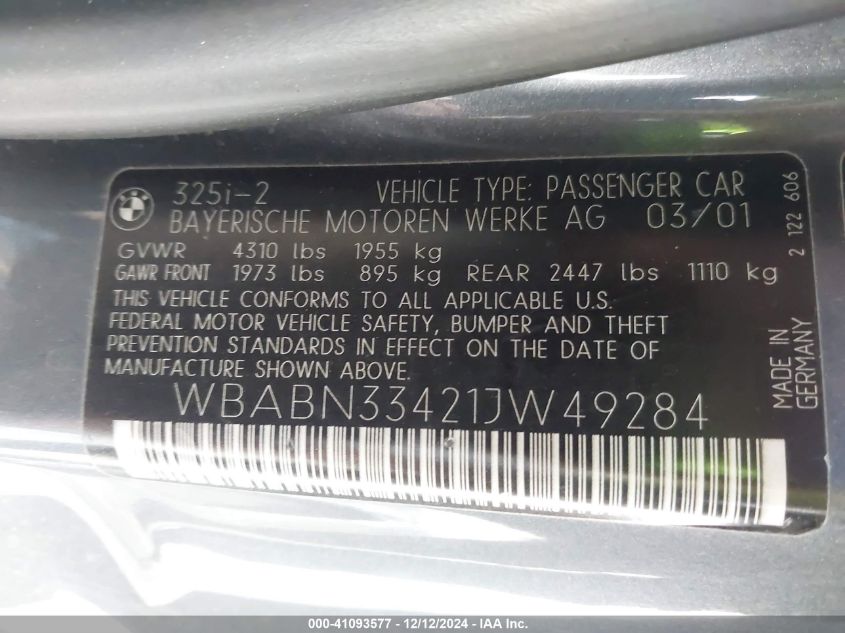 325i-2 VEHICLE TYPE: PASSENGER CAR
BAYERISCHE MOTOREN WERKE AG 03/01
GVWR 4310 lbs 1955 kg
GAWR FRONT 1973 lbs 895 kg REAR 2447 lbs 1110 kg
THIS VEHICLE CONFORMS TO ALL APPLICABLE U.S.
FEDERAL MOTOR VEHICLE SAFETY, BUMPER AND THEFT
PREVENTION STANDARDS IN EFFECT ON THE DATE OF
MANUFACTURE SHOWN ABOVE.
WBABN33421JW49284
2 122 606
MADE IN
GERMANY
000-41093577 - 12/12/2024 - IAA Inc.